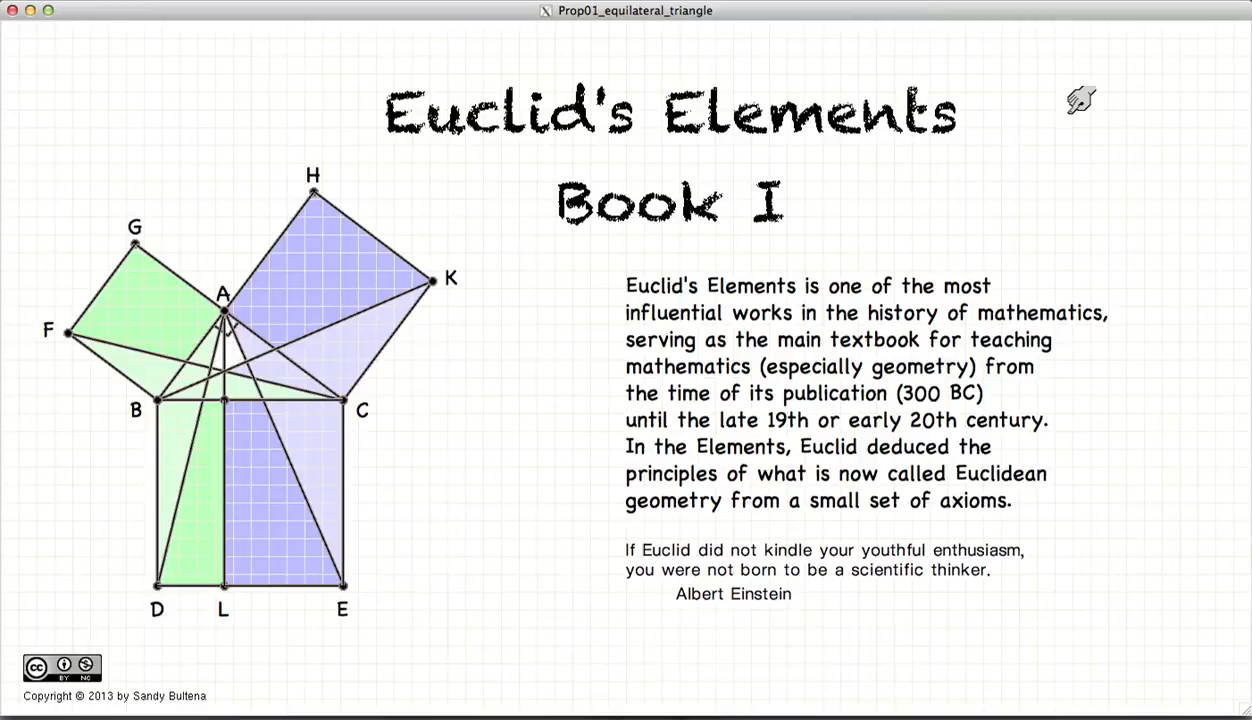 Prop01_equilateral_triangle
Euclid's Elements
Book I
H
G
A
K
F
B
C
D
L
E
Euclid's Elements is one of the most
influential works in the history of mathematics,
serving as the main textbook for teaching
mathematics (especially geometry) from
the time of its publication (300 BC)
until the late 19th or early 20th century.
In the Elements, Euclid deduced the
principles of what is now called Euclidean
geometry from a small set of axioms.
If Euclid did not kindle your youthful enthusiasm,
you were not born to be a scientific thinker.
Albert Einstein
cc
BY NC
Copyright © 2013 by Sandy Bultena